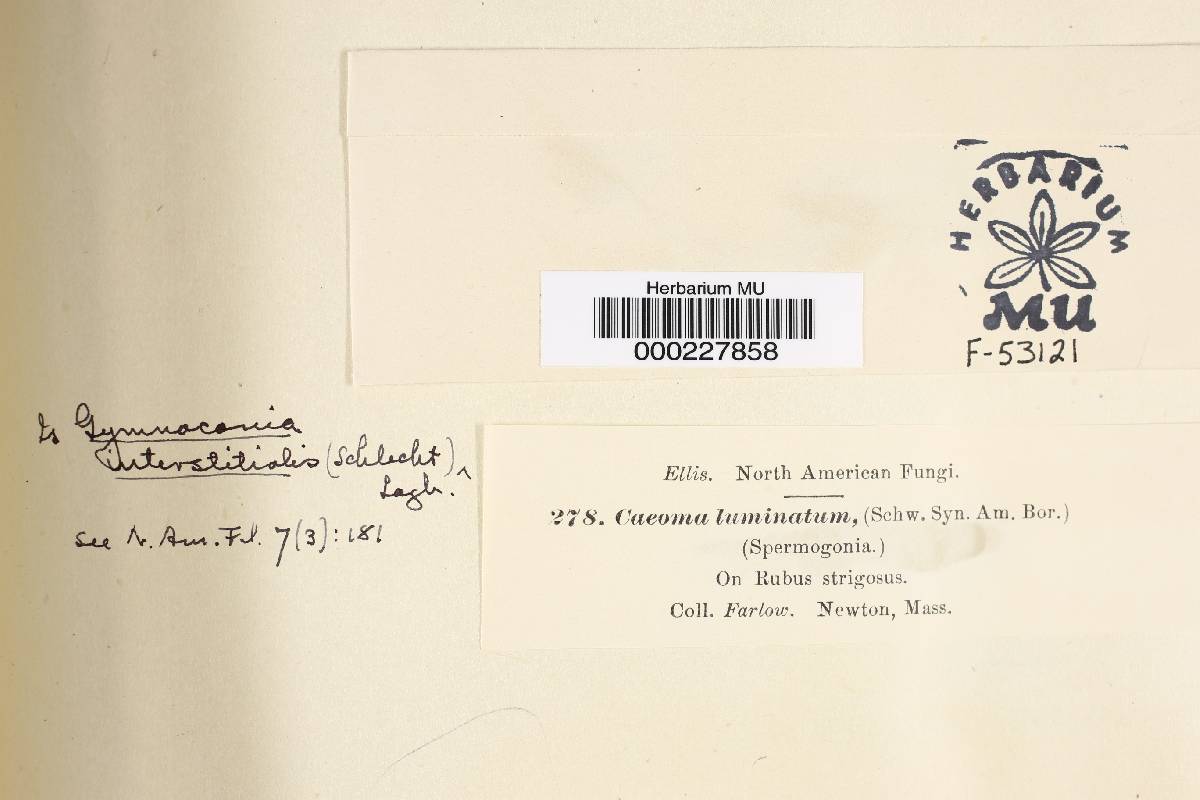 HERBARIUM
MU
F-53121
Herbarium MU
000227858
Is Gymnoconia
interstitialis (Schlecht)
Lagh.
see N. Am. Fl. 7(3): 181
Ellis. North American Fungi.
278. Caeoma luminatum, (Schw. Syn. Am. Bor.)
(Spermogonia.)
On Rubus strigosus.
Coll. Farlow. Newton, Mass.